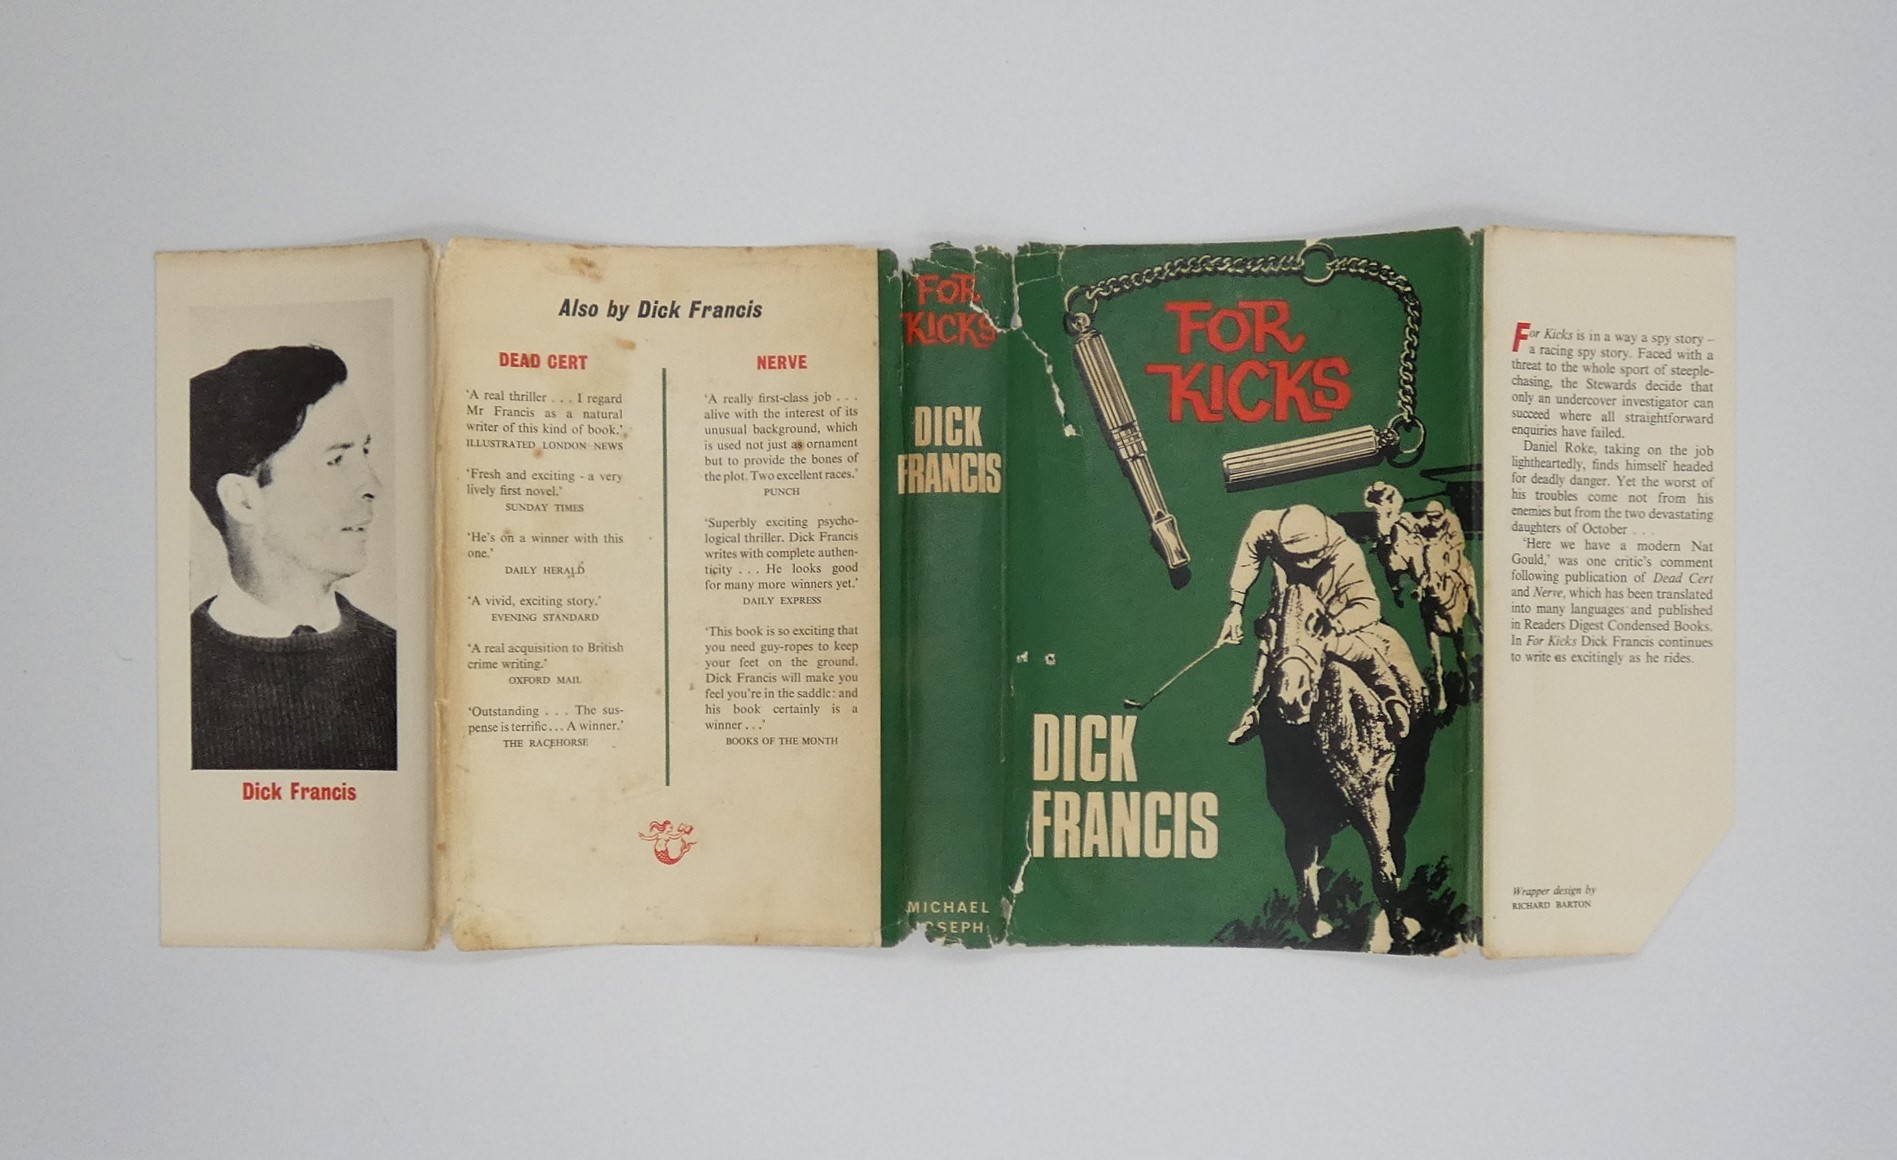 Dick Francis
Also by Dick Francis
DEAD CERT
'A real thriller . . . I regard
Mr Francis as a natural
writer of this kind of book.'
ILLUSTRATED LONDON NEWS
'Fresh and exciting - a very
lively first novel.'
SUNDAY TIMES
'He's on a winner with this
one.'
DAILY HERALD
'A vivid, exciting story.'
EVENING STANDARD
'A real acquisition to British
crime writing.'
OXFORD MAIL
'Outstanding . . . The sus-
pense is terrific... A winner.'
THE RACEHORSE
NERVE
'A really first-class job . . .
alive with the interest of its
unusual background, which
is used not just as ornament
but to provide the bones of
the plot. Two excellent races.'
PUNCH
'Superbly exciting psycho-
logical thriller. Dick Francis
writes with complete authen-
ticity . . . He looks good
for many more winners yet.'
DAILY EXPRESS
'This book is so exciting that
you need guy-ropes to keep
your feet on the ground,
Dick Francis will make you
feel you're in the saddle: and
his book certainly is a
winner...'
BOOKS OF THE MONTH
FOR
KICKS
DICK
FRANCIS
MICHAEL
JOSEPH
FOR
KICKS
DICK
FRANCIS
For Kicks is in a way a spy story –
a racing spy story. Faced with a
threat to the whole sport of steeple-
chasing, the Stewards decide that
only an undercover investigator can
succeed where all straightforward
enquiries have failed.
Daniel Roke, taking on the job
lightheartedly, finds himself headed
for deadly danger. Yet the worst of
his troubles come not from his
enemies but from the two devastating
daughters of October . . .
'Here we have a modern Nat
Gould,' was one critic's comment
following publication of Dead Cert
and Nerve, which has been translated
into many languages and published
in Readers Digest Condensed Books.
In For Kicks Dick Francis continues
to write as excitingly as he rides.
Wrapper design by
RICHARD BARTON